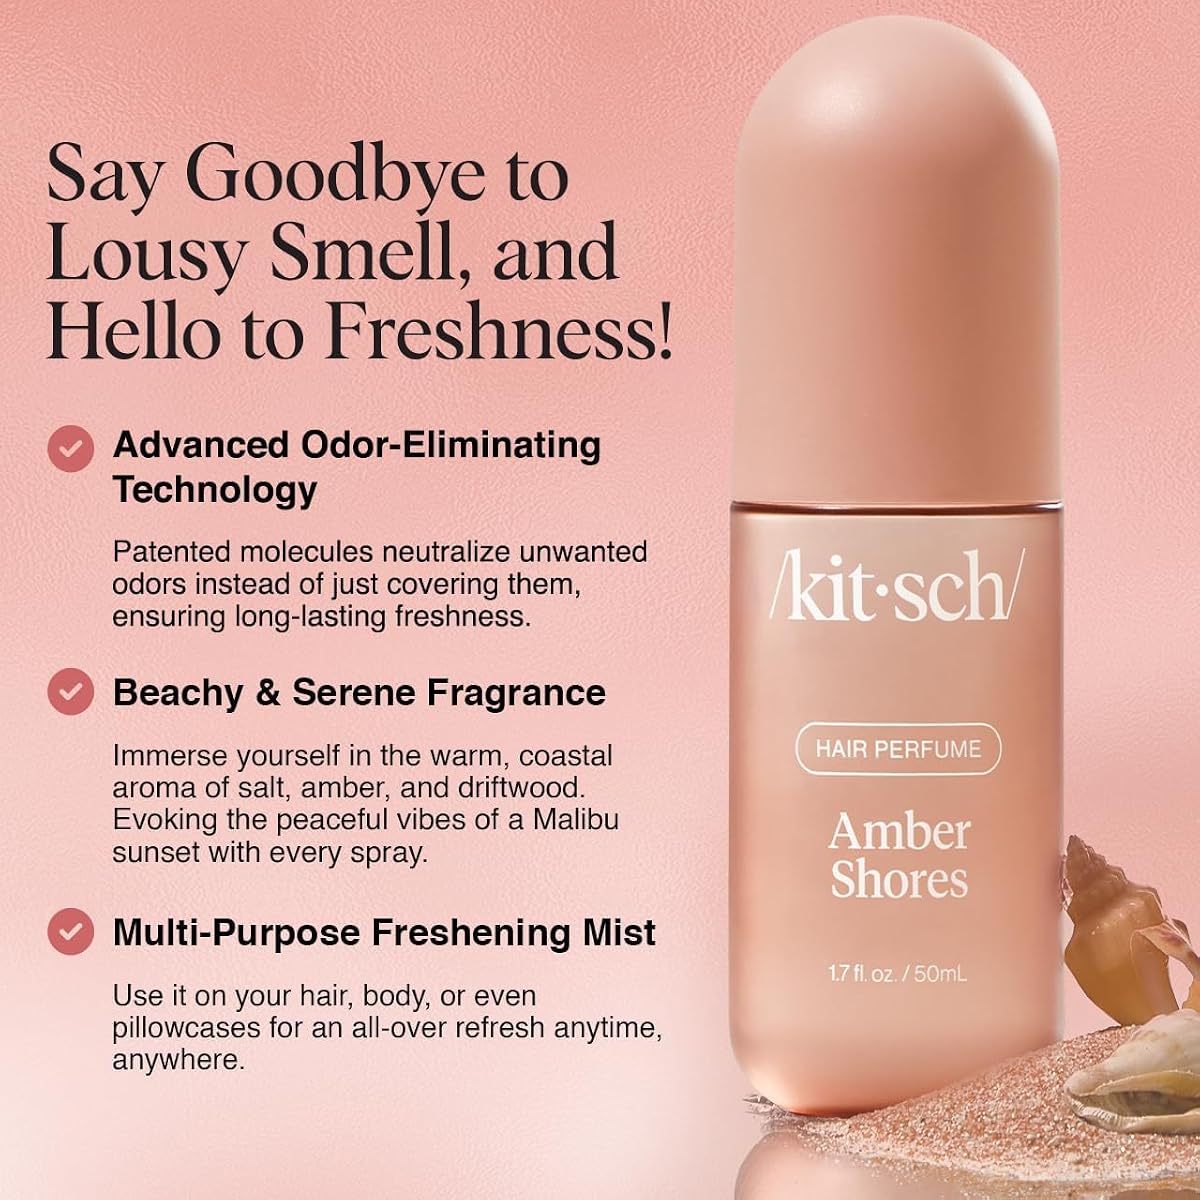 Say Goodbye to
Lousy Smell, and
Hello to Freshness!
Advanced Odor-Eliminating
Technology
Patented molecules neutralize unwanted
odors instead of just covering them,
ensuring long-lasting freshness.
Beachy & Serene Fragrance
Immerse yourself in the warm, coastal
aroma of salt, amber, and driftwood.
Evoking the peaceful vibes of a Malibu
sunset with every spray.
Multi-Purpose Freshening Mist
Use it on your hair, body, or even
pillowcases for an all-over refresh anytime,
anywhere.
/kit·sch/
HAIR PERFUME
Amber
Shores
1.7 fl. oz. / 50mL